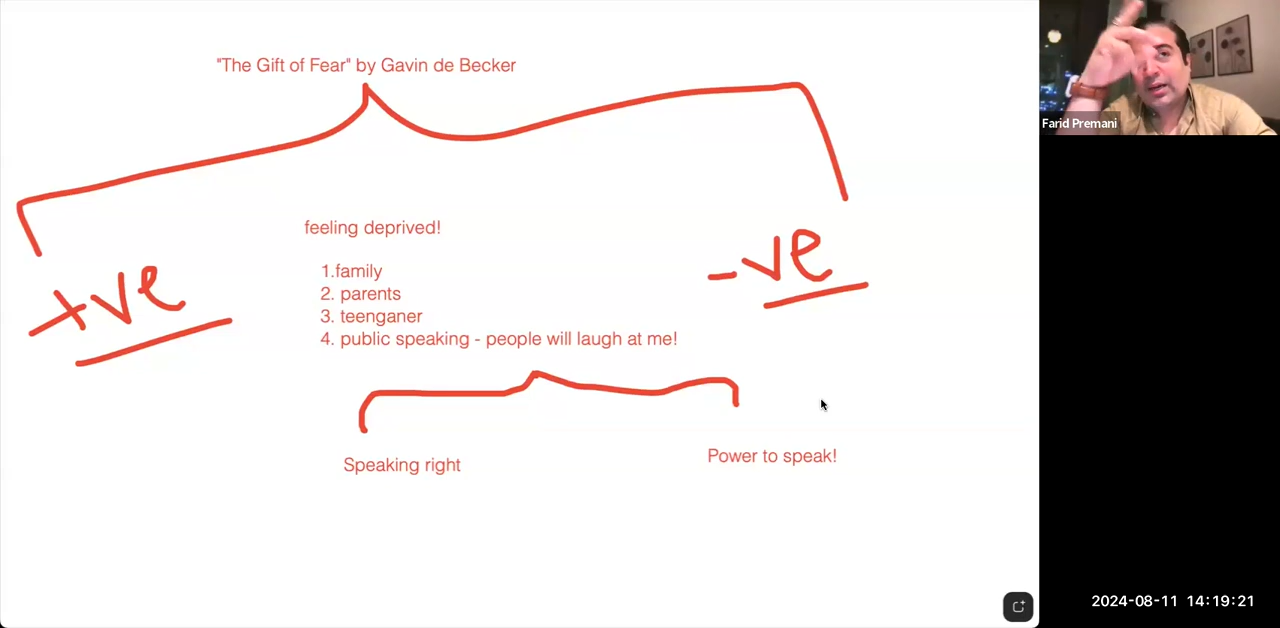 "The Gift of Fear" by Gavin de Becker
Farid Premani
feeling deprived!
+ve
-ve
1.family
2. parents
3. teenganer
4. public speaking - people will laugh at me!
Speaking right
Power to speak!
2024-08-11 14:19:21